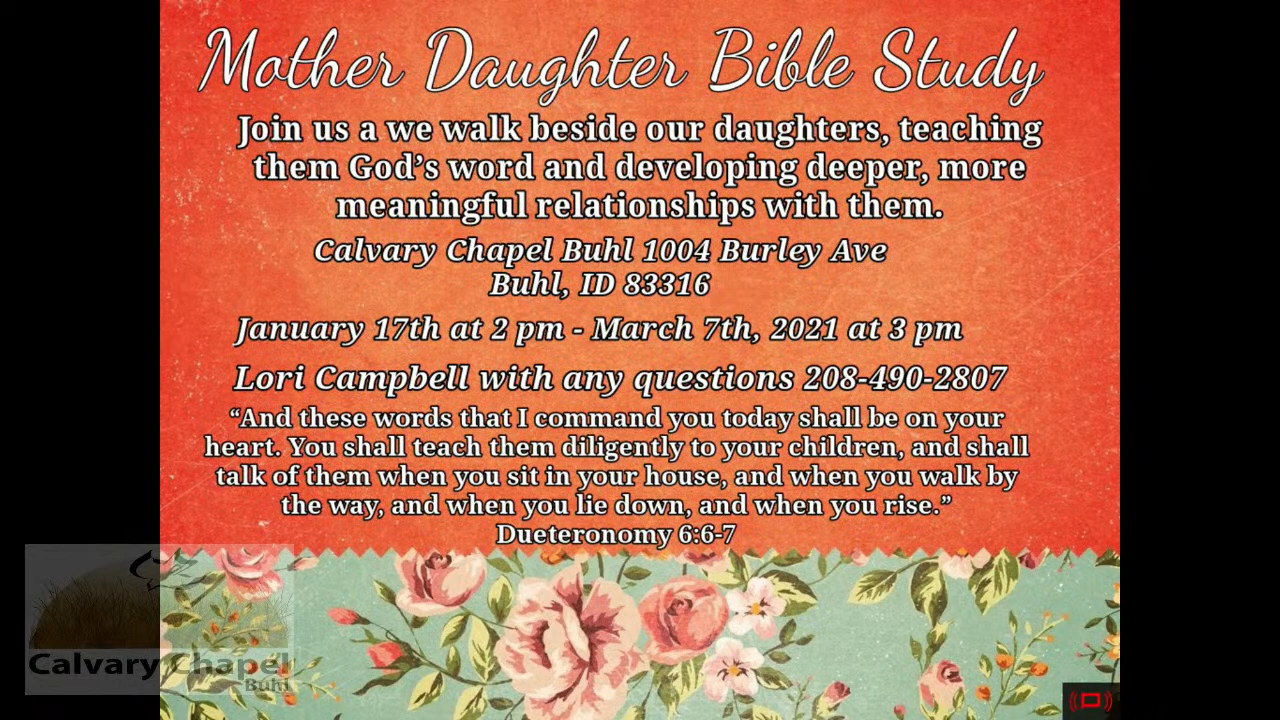 Mother Daughter Bible Study
Join us a we walk beside our daughters, teaching
them God's word and developing deeper, more
meaningful relationships with them.
Calvary Chapel Buhl 1004 Burley Ave
Buhl, ID 83316
January 17th at 2 pm - March 7th, 2021 at 3 pm
Lori Campbell with any questions 208-490-2807
“And these words that I command you today shall be on your
heart. You shall teach them diligently to your children, and shall
talk of them when you sit in your house, and when you walk by
the way, and when you lie down, and when you rise.”
Dueteronomy 6:6-7
Calvary Chapel
Buhl